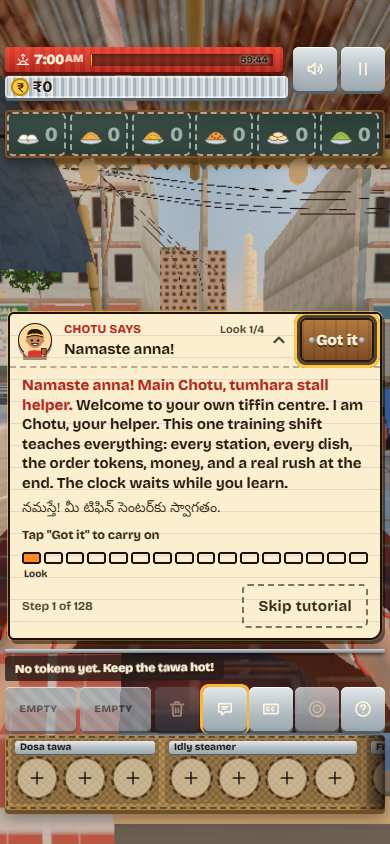 7:00AM
59:44
₹ ₹0
0 0 0 0 0 0
CHOTU SAYS
Look 1/4
Namaste anna!
Got it
Namaste anna! Main Chotu, tumhara stall
helper. Welcome to your own tiffin centre. I am
Chotu, your helper. This one training shift
teaches everything: every station, every dish,
the order tokens, money, and a real rush at the
end. The clock waits while you learn.
నమస్తే! మీ టిఫిన్ సెంటర్‌కు స్వాగతం.
Tap "Got it" to carry on
Look
Step 1 of 128
Skip tutorial
No tokens yet. Keep the tawa hot!
EMPTY
EMPTY
CC
?
Dosa tawa
Idly steamer
+ + + + + + +